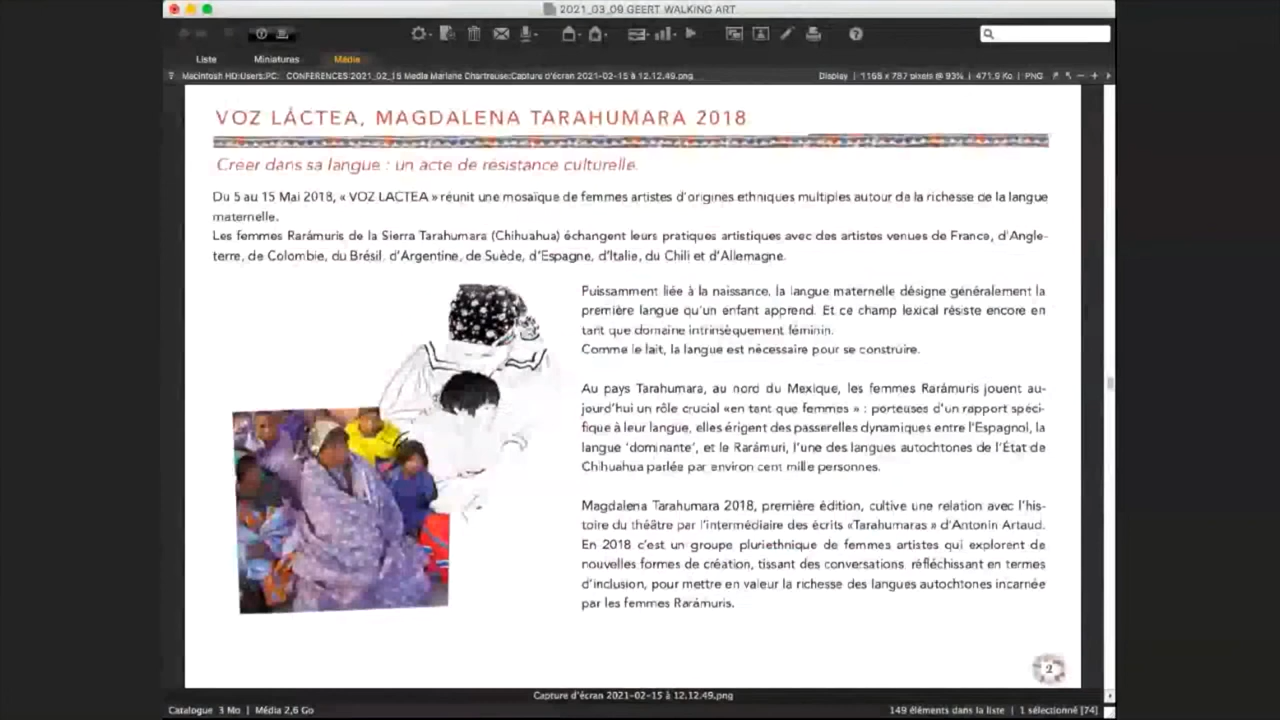 2021_03_09 GEERT WALKING ART
Liste Miniatures Média
Macintosh HD:Users:PC: CONFERENCES:2021_02_15 Media Mariane Chartreuse:Capture d'écran 2021-02-15 à 12.12.49.png
Display | 1166 x 787 pixels @ 93% | 471,9 Ko | PNG
VOZ LÁCTEA, MAGDALENA TARAHUMARA 2018
Créer dans sa langue : un acte de résistance culturelle.
Du 5 au 15 Mai 2018, « VOZ LACTEA » réunit une mosaïque de femmes artistes d'origines ethniques multiples autour de la richesse de la langue
maternelle.
Les femmes Rarámuris de la Sierra Tarahumara (Chihuahua) échangent leurs pratiques artistiques avec des artistes venues de France, d'Angle-
terre, de Colombie, du Brésil, d'Argentine, de Suède, d'Espagne, d'Italie, du Chili et d'Allemagne.
Puissamment liée à la naissance, la langue maternelle désigne généralement la
première langue qu'un enfant apprend. Et ce champ lexical résiste encore en
tant que domaine intrinsèquement féminin.
Comme le lait, la langue est nécessaire pour se construire.
Au pays Tarahumara, au nord du Mexique, les femmes Rarámuris jouent au-
jourd'hui un rôle crucial «en tant que femmes » : porteuses d'un rapport spéci-
fique à leur langue, elles érigent des passerelles dynamiques entre l'Espagnol, la
langue 'dominante', et le Rarámuri, l'une des langues autochtones de l'État de
Chihuahua parlée par environ cent mille personnes.
Magdalena Tarahumara 2018, première édition, cultive une relation avec l'his-
toire du théâtre par l'intermédiaire des écrits «Tarahumaras » d'Antonin Artaud.
En 2018 c'est un groupe pluriethnique de femmes artistes qui explorent de
nouvelles formes de création, tissant des conversations réfléchissant en termes
d'inclusion, pour mettre en valeur la richesse des langues autochtones incarnée
par les femmes Rarámuris.
2
Capture d'écran 2021-02-15 à 12.12.49.png
Catalogue 3 Mo | Média 2,6 Go
149 éléments dans la liste | 1 sélectionné [74]